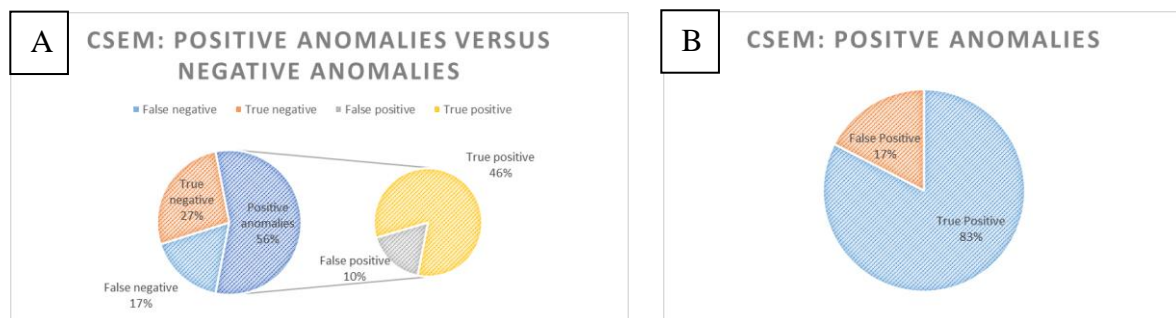 A
CSEM: POSITIVE ANOMALIES VERSUS
NEGATIVE ANOMALIES
False negative True negative False positive True positive
True
negative
27%
Positive
anomalies
56%
False negative
17%
True positive
46%
False positive
10%
B
CSEM: POSITVE ANOMALIES
False Positive
17%
True Positive
83%